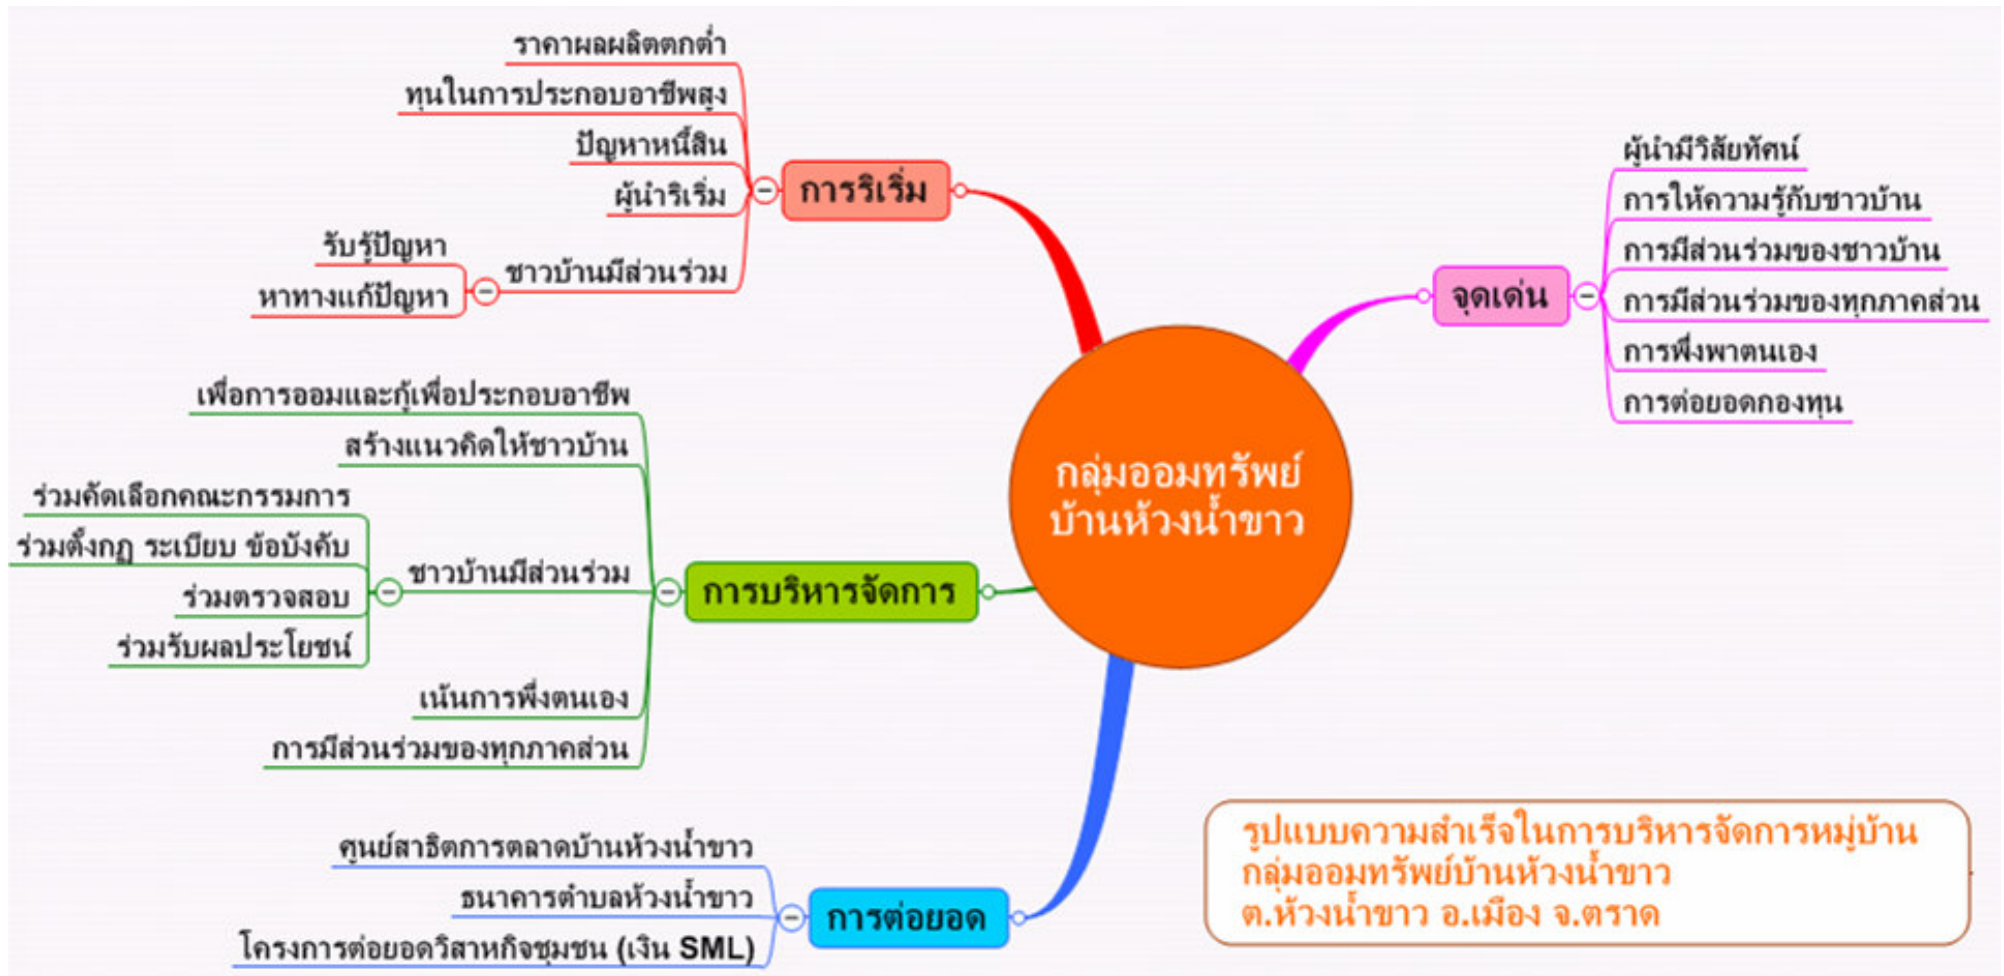 ราคาผลผลิตตกต่ำ
ทุนในการประกอบอาชีพสูง
ปัญหาหนี้สิน
ผู้นำริเริ่ม
รับรู้ปัญหา
หาทางแก้ปัญหา
ชาวบ้านมีส่วนร่วม
การริเริ่ม
ผู้นำมีวิสัยทัศน์
การให้ความรู้กับชาวบ้าน
การมีส่วนร่วมของชาวบ้าน
การมีส่วนร่วมของทุกภาคส่วน
การพึ่งพาตนเอง
การต่อยอดกองทุน
จุดเด่น
กลุ่มออมทรัพย์
บ้านห้วงน้ำขาว
เพื่อการออมและกู้เพื่อประกอบอาชีพ
สร้างแนวคิดให้ชาวบ้าน
ร่วมคัดเลือกคณะกรรมการ
ร่วมตั้งกฏ ระเบียบ ข้อบังคับ
ร่วมตรวจสอบ
ร่วมรับผลประโยชน์
ชาวบ้านมีส่วนร่วม
เน้นการพึ่งตนเอง
การมีส่วนร่วมของทุกภาคส่วน
การบริหารจัดการ
ศูนย์สาธิตการตลาดบ้านห้วงน้ำขาว
ธนาคารตำบลห้วงน้ำขาว
โครงการต่อยอดวิสาหกิจชุมชน (เงิน SML)
การต่อยอด
รูปแบบความสำเร็จในการบริหารจัดการหมู่บ้าน
กลุ่มออมทรัพย์บ้านห้วงน้ำขาว
ต.ห้วงน้ำขาว อ.เมือง จ.ตราด